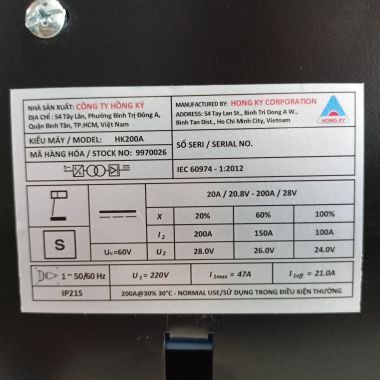 NHÀ SẢN XUẤT: CÔNG TY HỒNG KÝ
ĐỊA CHỈ : 54 Tây Lân, Phường Bình Trị Đông A,
Quận Bình Tân, TP.HCM, Việt Nam
MANUFACTURED BY: HONG KY CORPORATION
ADDRESS: 54 Tay Lan St., Binh Tri Dong A W.,
Binh Tan Dist., Ho Chi Minh City, Vietnam
HONG KY
KIỂU MÁY / MODEL: HK200A
MÃ HÀNG HÓA / STOCK NO: 9970026
SỐ SERI / SERIAL NO.
1~
IEC 60974 - 1:2012
20A / 20.8V - 200A / 28V
X 20% 60% 100%
S
I2 200A 150A 100A
U0=60V
U2 28.0V 26.0V 24.0V
1~ 50/60 Hz
U1= 220V
I1max = 47A
I1eff = 21.0A
IP21S
200A@30% 30°C - NORMAL USE/SỬ DỤNG TRONG ĐIỀU KIỆN THƯỜNG